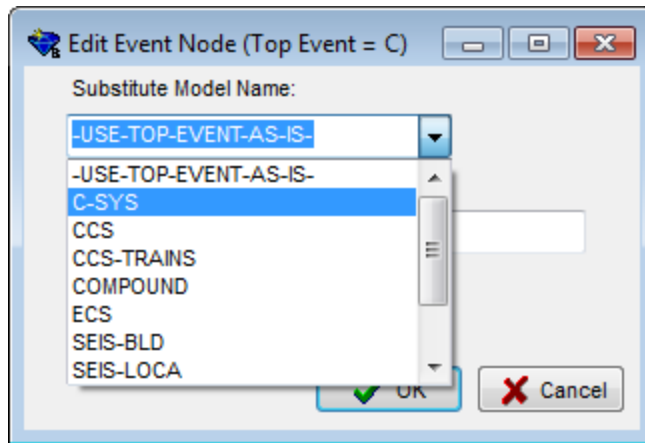 Edit Event Node (Top Event = C)
Substitute Model Name:
-USE-TOP-EVENT-AS-IS-
-USE-TOP-EVENT-AS-IS-
C-SYS
CCS
CCS-TRAINS
COMPOUND
ECS
SEIS-BLD
SEIS-LOCA
OK
Cancel